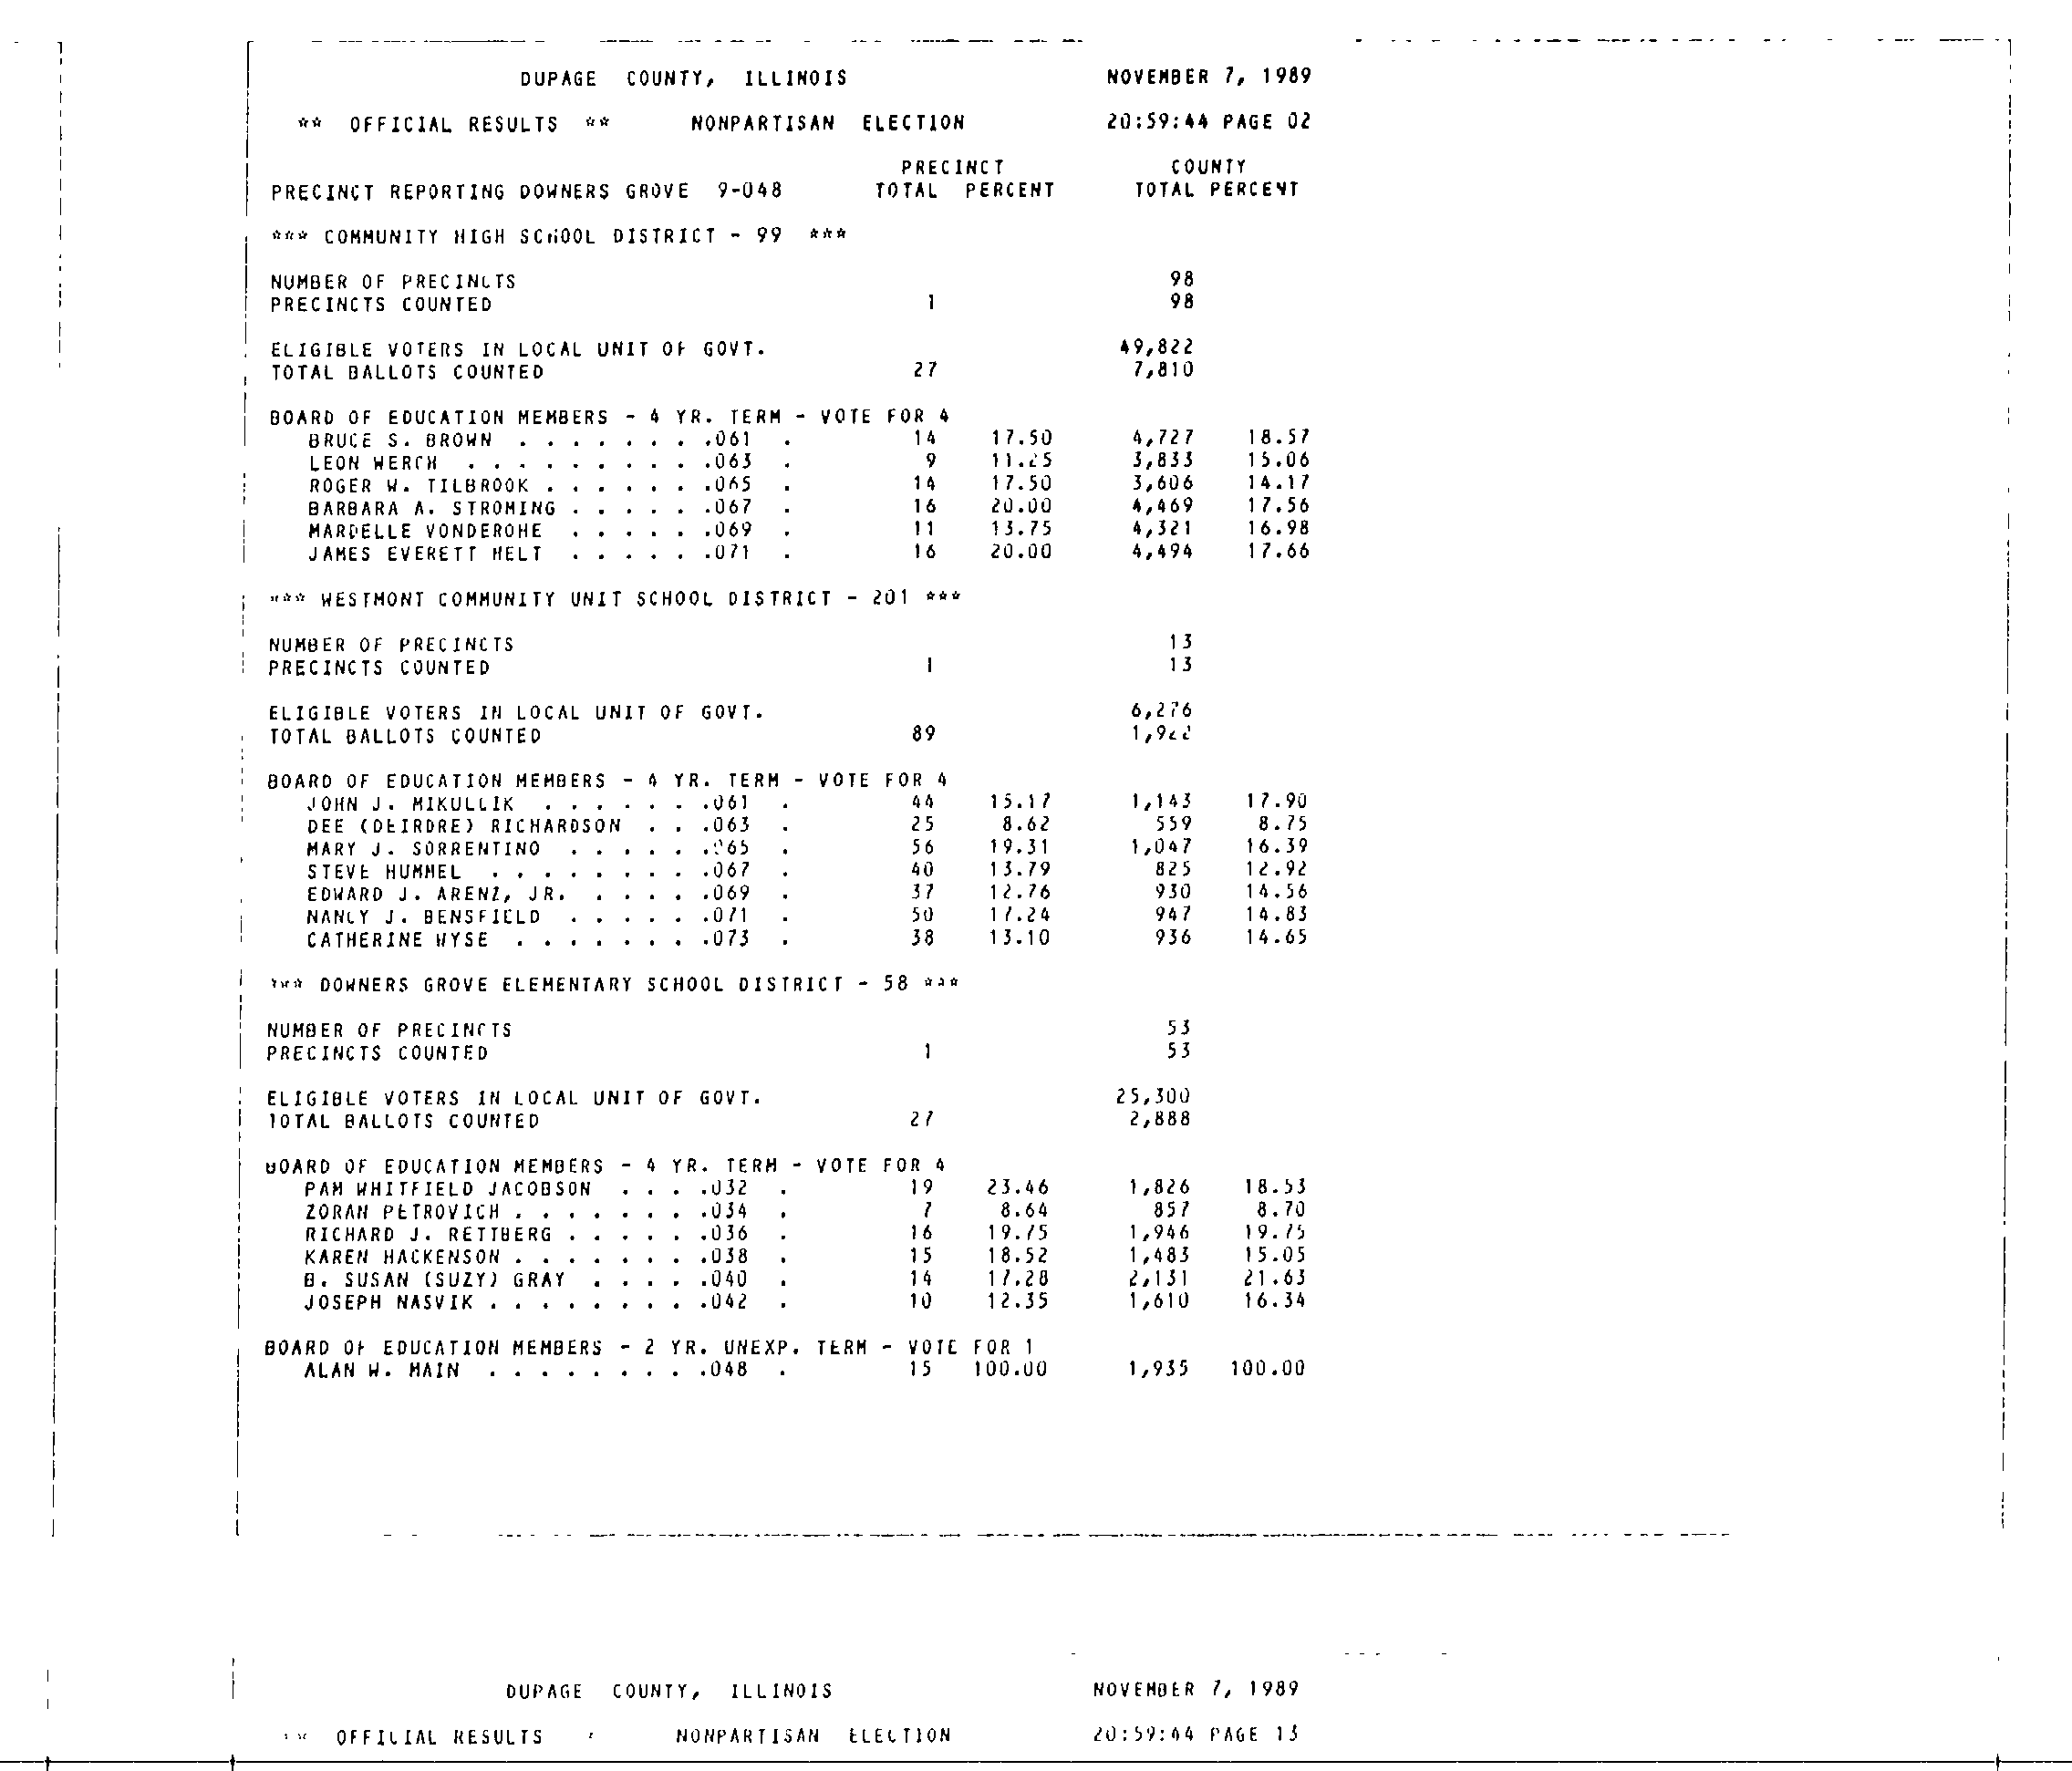 DUPAGE COUNTY, ILLINOIS NOVEMBER 7, 1989
** OFFICIAL RESULTS ** NONPARTISAN ELECTION 20:59:44 PAGE 02
PRECINCT COUNTY
PRECINCT REPORTING DOWNERS GROVE 9-048 TOTAL PERCENT TOTAL PERCENT
*** COMMUNITY HIGH SCHOOL DISTRICT - 99 ***
NUMBER OF PRECINCTS 98
PRECINCTS COUNTED 1 98
ELIGIBLE VOTERS IN LOCAL UNIT OF GOVT. 49,822
TOTAL BALLOTS COUNTED 27 7,810
BOARD OF EDUCATION MEMBERS - 4 YR. TERM - VOTE FOR 4
BRUCE S. BROWN . . . . . . . .061 . 14 17.50 4,727 18.57
LEON WERCH . . . . . . . . . .063 . 9 11.25 3,833 15.06
ROGER W. TILBROOK . . . . . . .065 . 14 17.50 3,606 14.17
BARBARA A. STROMING . . . . . .067 . 16 20.00 4,469 17.56
MARDELLE VONDEROHE . . . . . .069 . 11 13.75 4,321 16.98
JAMES EVERETT HELT . . . . . .071 . 16 20.00 4,494 17.66
*** WESTMONT COMMUNITY UNIT SCHOOL DISTRICT - 201 ***
NUMBER OF PRECINCTS 13
PRECINCTS COUNTED 1 13
ELIGIBLE VOTERS IN LOCAL UNIT OF GOVT. 6,276
TOTAL BALLOTS COUNTED 89 1,922
BOARD OF EDUCATION MEMBERS - 4 YR. TERM - VOTE FOR 4
JOHN J. MIKULLIK . . . . . . .061 . 44 15.17 1,143 17.90
DEE (DEIRDRE) RICHARDSON . . .063 . 25 8.62 559 8.75
MARY J. SORRENTINO . . . . . .065 . 56 19.31 1,047 16.39
STEVE HUMMEL . . . . . . . . .067 . 40 13.79 825 12.92
EDWARD J. ARENZ, JR. . . . . .069 . 37 12.76 930 14.56
NANCY J. BENSFIELD . . . . . .071 . 50 17.24 947 14.83
CATHERINE WYSE . . . . . . . .073 . 38 13.10 936 14.65
*** DOWNERS GROVE ELEMENTARY SCHOOL DISTRICT - 58 ***
NUMBER OF PRECINCTS 53
PRECINCTS COUNTED 1 53
ELIGIBLE VOTERS IN LOCAL UNIT OF GOVT. 25,300
TOTAL BALLOTS COUNTED 27 2,888
BOARD OF EDUCATION MEMBERS - 4 YR. TERM - VOTE FOR 4
PAM WHITFIELD JACOBSON . . . .032 . 19 23.46 1,826 18.53
ZORAN PETROVICH . . . . . . . .034 . 7 8.64 857 8.70
RICHARD J. RETTBERG . . . . . .036 . 16 19.75 1,946 19.75
KAREN HACKENSON . . . . . . . .038 . 15 18.52 1,483 15.05
B. SUSAN (SUZY) GRAY . . . . .040 . 14 17.28 2,131 21.63
JOSEPH NASVIK . . . . . . . . .042 . 10 12.35 1,610 16.34
BOARD OF EDUCATION MEMBERS - 2 YR. UNEXP. TERM - VOTE FOR 1
ALAN W. MAIN . . . . . . . . .048 . 15 100.00 1,935 100.00
DUPAGE COUNTY, ILLINOIS NOVEMBER 7, 1989
** OFFICIAL RESULTS NONPARTISAN ELECTION 20:59:44 PAGE 13